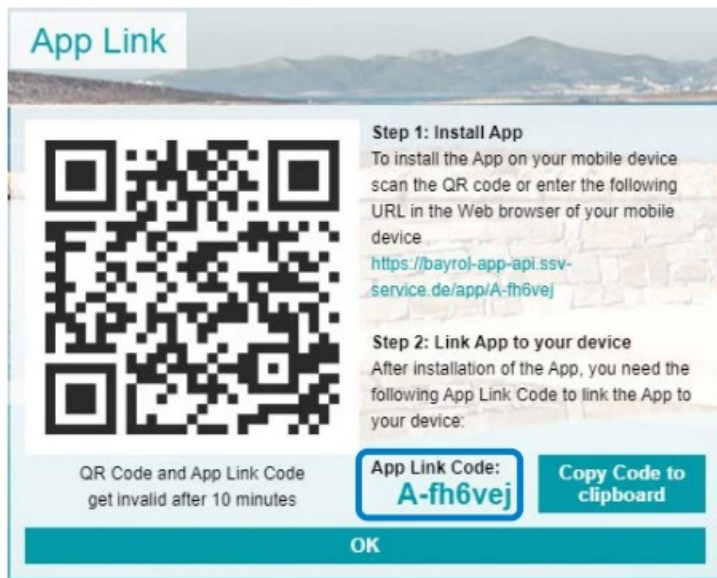 App Link
Step 1: Install App
To install the App on your mobile device
scan the QR code or enter the following
URL in the Web browser of your mobile
device
https://bayrol-app-api.ssv-
service.de/app/A-fh6vej
Step 2: Link App to your device
After installation of the App, you need the
following App Link Code to link the App to
your device:
QR Code and App Link Code
get invalid after 10 minutes
App Link Code:
A-fh6vej
Copy Code to
clipboard
OK